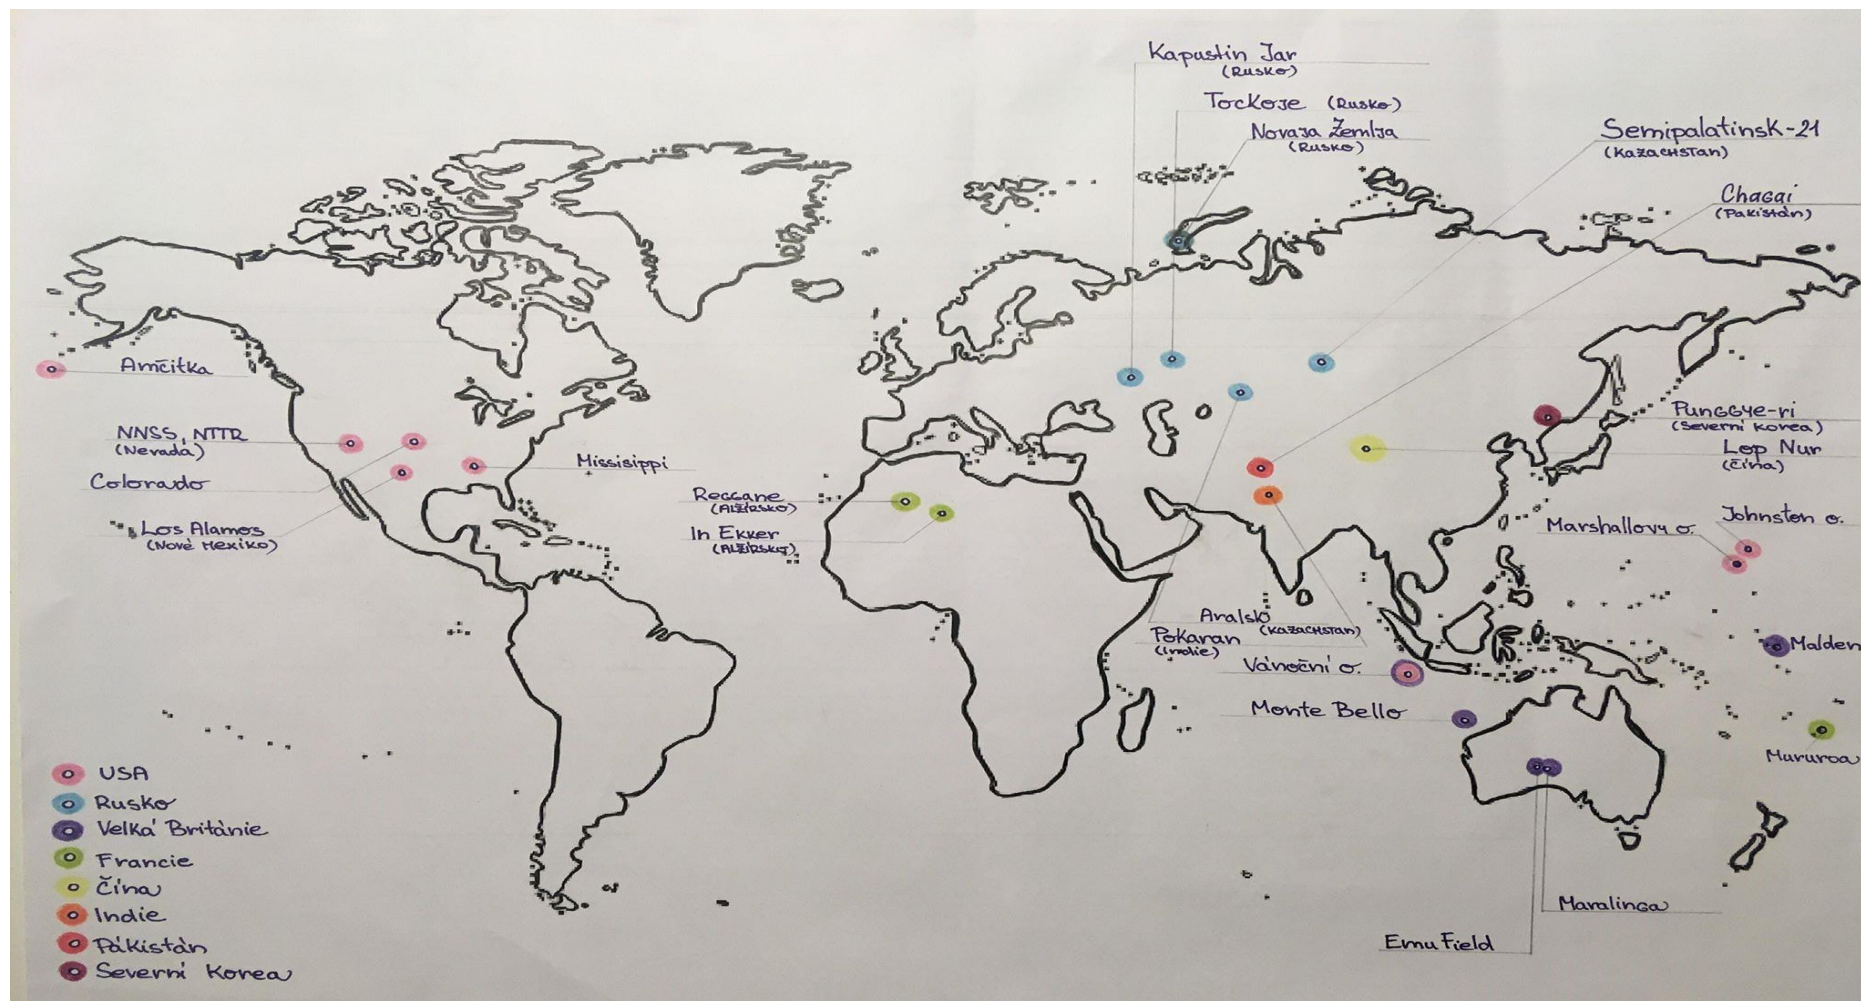 Kapustin Jar
(Rusko)
Tockoje (Rusko)
Novaja Žemlja
(Rusko)
Semipalatinsk-21
(Kazachstan)
Chagai
(Pakistán)
Amčitka
NNSS, NTTR
(Nevada)
Colorado
Los Alamos
(Nové Mexiko)
Missisippi
Reggane
(Alžírsko)
In Ekker
(Alžírsko)
Punggye-ri
(Severní Korea)
Lop Nur
(Čína)
Johnston o.
Marshallovy o.
Aralsk
(Kazachstan)
Pokaran
(Indie)
Malden
Vánoční o.
Monte Bello
Mururoa
Maralinga
Emu Field
USA
Rusko
Velká Británie
Francie
Čína
Indie
Pákistán
Severní Korea